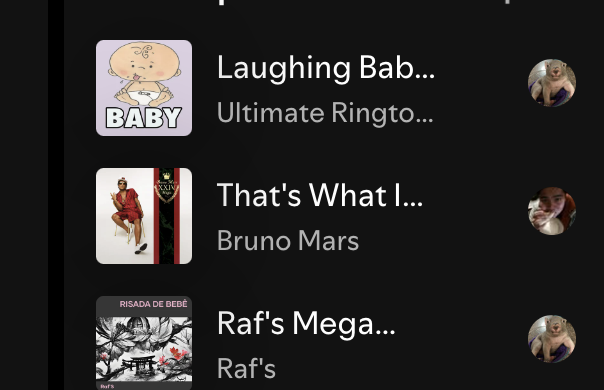 BABY
Laughing Bab...
Ultimate Ringto...
XXIV
That's What I...
Bruno Mars
RISADA DE BEBÊ
Raf's Mega...
Raf's
Raf's